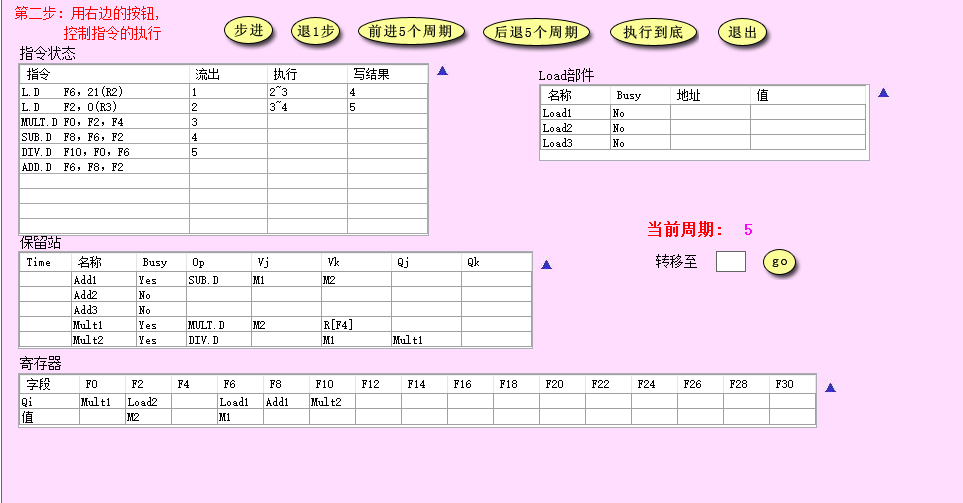 第二步：用右边的按钮，
控制指令的执行
步进 退1步 前进5个周期 后退5个周期 执行到底 退出
指令状态
指令 流出 执行 写结果
L.D F6, 21(R2) 1 2~3 4
L.D F2, 0(R3) 2 3~4 5
MULT.D F0, F2, F4 3
SUB.D F8, F6, F2 4
DIV.D F10, F0, F6 5
ADD.D F6, F8, F2
Load部件
名称 Busy 地址 值
Load1 No
Load2 No
Load3 No
当前周期： 5
转移至 go
保留站
Time 名称 Busy Op Vj Vk Qj Qk
Add1 Yes SUB.D M1 M2
Add2 No
Add3 No
Mult1 Yes MULT.D M2 R[F4]
Mult2 Yes DIV.D M1 Mult1
寄存器
字段 F0 F2 F4 F6 F8 F10 F12 F14 F16 F18 F20 F22 F24 F26 F28 F30
Qi Mult1 Load2 Load1 Add1 Mult2
值 M2 M1